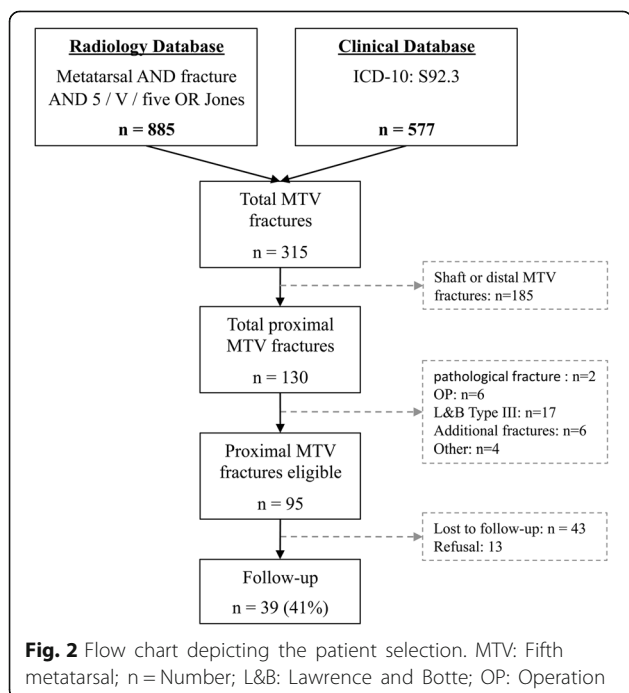 Radiology Database
Metatarsal AND fracture
AND 5 / V / five OR Jones
n = 885
Clinical Database
ICD-10: S92.3
n = 577
Total MTV
fractures
n = 315
Shaft or distal MTV
fractures: n=185
Total proximal
MTV fractures
n = 130
pathological fracture : n=2
OP: n=6
L&B Type III: n=17
Additional fractures: n=6
Other: n=4
Proximal MTV
fractures eligible
n = 95
Lost to follow-up: n = 43
Refusal: 13
Follow-up
n = 39 (41%)
Fig. 2 Flow chart depicting the patient selection. MTV: Fifth
metatarsal; n = Number; L&B: Lawrence and Botte; OP: Operation